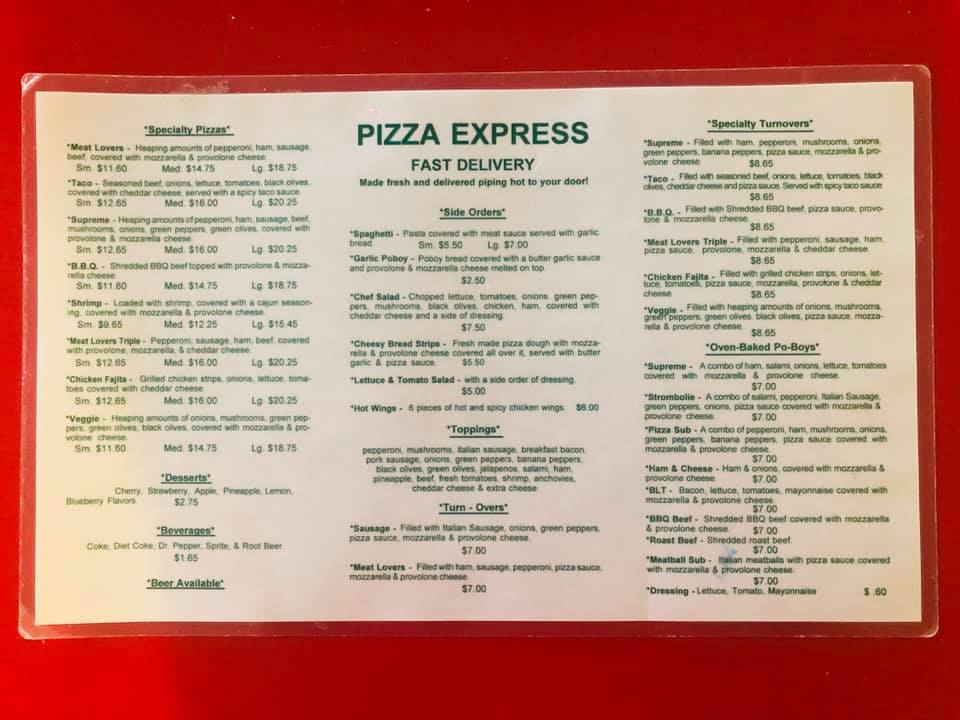 *Specialty Pizzas*
*Meat Lovers - Heaping amounts of pepperoni, ham, sausage,
beef, covered with mozzarella & provolone cheese.
Sm. $11.60 Med. $14.75 Lg. $18.75
*Taco - Seasoned beef, onions, lettuce, tomatoes, black olives,
covered with cheddar cheese, served with a spicy taco sauce.
Sm. $12.65 Med. $16.00 Lg. $20.25
*Supreme - Heaping amounts of pepperoni, ham, sausage, beef,
mushrooms, onions, green peppers, green olives, covered with
provolone & mozzarella cheese.
Sm. $12.65 Med. $16.00 Lg. $20.25
*B.B.Q. - Shredded BBQ beef topped with provolone & mozza-
rella cheese.
Sm. $11.60 Med. $14.75 Lg. $18.75
*Shrimp - Loaded with shrimp, covered with a cajun season-
ing, covered with mozzarella & provolone cheese.
Sm. $9.65 Med. $12.25 Lg. $15.45
*Meat Lovers Triple - Pepperoni, sausage, ham, beef, covered
with provolone, mozzarella, & cheddar cheese.
Sm. $12.65 Med. $16.00 Lg. $20.25
*Chicken Fajita - Grilled chicken strips, onions, lettuce, toma-
toes covered with cheddar cheese.
Sm. $12.65 Med. $16.00 Lg. $20.25
*Veggie - Heaping amounts of onions, mushrooms, green pep-
pers, green olives, black olives, covered with mozzarella & pro-
volone cheese.
Sm. $11.60 Med. $14.75 Lg. $18.75
*Desserts*
Cherry, Strawberry, Apple, Pineapple, Lemon,
Blueberry Flavors. $2.75
*Beverages*
Coke, Diet Coke, Dr. Pepper, Sprite, & Root Beer.
$1.65
*Beer Available*
PIZZA EXPRESS
FAST DELIVERY
Made fresh and delivered piping hot to your door!
*Side Orders*
*Spaghetti - Pasta covered with meat sauce served with garlic
bread. Sm. $5.50 Lg. $7.00
*Garlic Poboy - Poboy bread covered with a butter garlic sauce
and provolone & mozzarella cheese melted on top.
$2.50
*Chef Salad - Chopped lettuce, tomatoes, onions, green pep-
pers, mushrooms, black olives, chicken, ham, covered with
cheddar cheese and a side of dressing.
$7.50
*Cheesy Bread Strips - Fresh made pizza dough with mozza-
rella & provolone cheese covered all over it, served with butter
garlic & pizza sauce. $5.50
*Lettuce & Tomato Salad - with a side order of dressing.
$5.00
*Hot Wings - 6 pieces of hot and spicy chicken wings. $6.00
*Toppings*
pepperoni, mushrooms, italian sausage, breakfast bacon,
pork sausage, onions, green peppers, banana peppers,
black olives, green olives, jalapenos, salami, ham,
pineapple, beef, fresh tomatoes, shrimp, anchovies,
cheddar cheese & extra cheese
*Turn - Overs*
*Sausage - Filled with Italian Sausage, onions, green peppers,
pizza sauce, mozzarella & provolone cheese.
$7.00
*Meat Lovers - Filled with ham, sausage, pepperoni, pizza sauce,
mozzarella & provolone cheese.
$7.00
*Specialty Turnovers*
*Supreme - Filled with ham, pepperoni, mushrooms, onions,
green peppers, banana peppers, pizza sauce, mozzarella & pro-
volone cheese. $8.65
*Taco - Filled with seasoned beef, onions, lettuce, tomatoes, black
olives, cheddar cheese and pizza sauce. Served with spicy taco sauce.
$8.65
*B.B.Q. - Filled with Shredded BBQ beef, pizza sauce, provo-
lone & mozzarella cheese.
$8.65
*Meat Lovers Triple - Filled with pepperoni, sausage, ham,
pizza sauce, provolone, mozzarella & cheddar cheese.
$8.65
*Chicken Fajita - Filled with grilled chicken strips, onions, let-
tuce, tomatoes, pizza sauce, mozzarella, provolone & cheddar
cheese. $8.65
*Veggie - Filled with heaping amounts of onions, mushrooms,
green peppers, green olives. black olives, pizza sauce, mozza-
rella & provolone cheese.
$8.65
*Oven-Baked Po-Boys*
*Supreme - A combo of ham, salami, onions, lettuce, tomatoes
covered with mozzarella & provolone cheese.
$7.00
*Strombolie - A combo of salami, pepperoni, Italian Sausage,
green peppers, onions, pizza sauce covered with mozzarella &
provolone cheese. $7.00
*Pizza Sub - A combo of pepperoni, ham, mushrooms, onions,
green peppers, banana peppers, pizza sauce covered with
mozzarella & provolone cheese.
$7.00
*Ham & Cheese - Ham & onions, covered with mozzarella &
provolone cheese. $7.00
*BLT - Bacon, lettuce, tomatoes, mayonnaise covered with
mozzarella & provolone cheese.
$7.00
*BBQ Beef - Shredded BBQ beef covered with mozzarella
& provolone cheese. $7.00
*Roast Beef - Shredded roast beef.
$7.00
*Meatball Sub - Italian meatballs with pizza sauce covered
with mozzarella & provolone cheese.
$7.00
*Dressing - Lettuce, Tomato, Mayonnaise $ .60